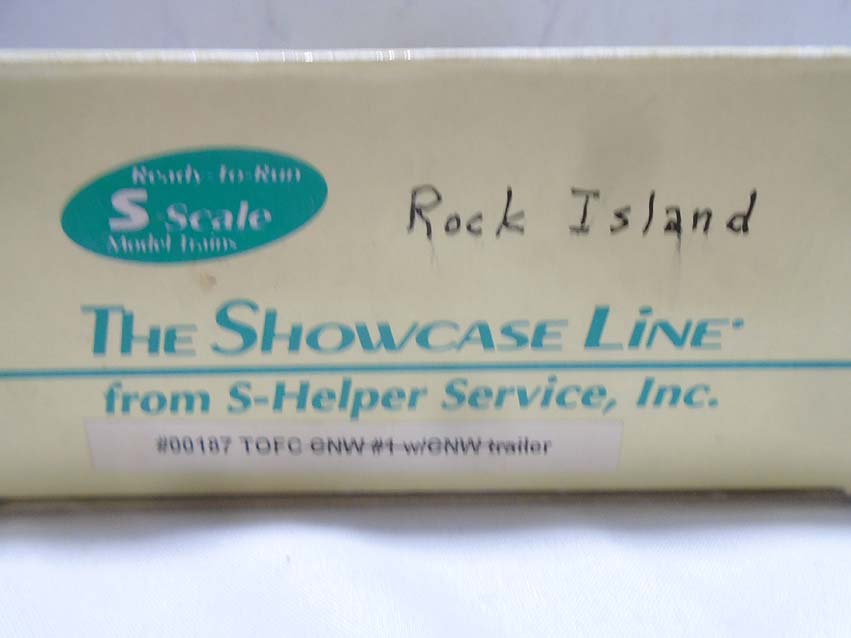 Ready-to-Run
S-Scale
Model Trains
Rock Island
THE SHOWCASE LINE
from S-Helper Service, Inc.
#00187 TOFC CNW #1 w/CNW trailer